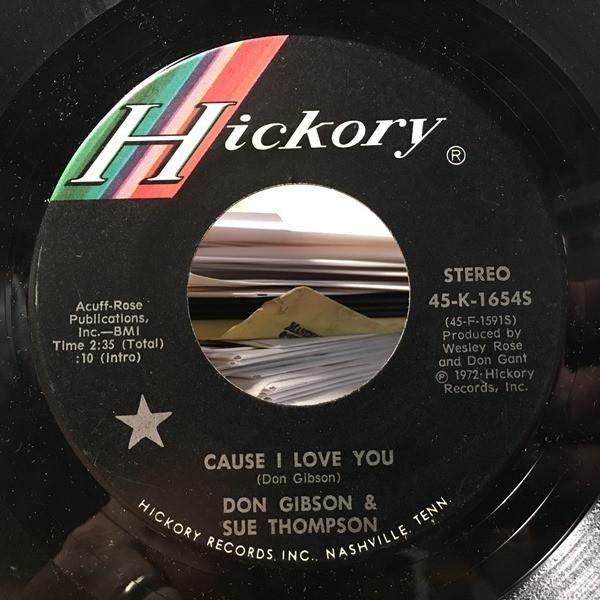 Hickory ®
STEREO
45-K-1654S
(45-F-1591S)
Produced by
Wesley Rose
and Don Gant
℗ 1972 Hickory
Records, Inc.
Acuff-Rose
Publications,
Inc.—BMI
Time 2:35 (Total)
:10 (Intro)
CAUSE I LOVE YOU
(Don Gibson)
DON GIBSON &
SUE THOMPSON
HICKORY RECORDS, INC., NASHVILLE, TENN.